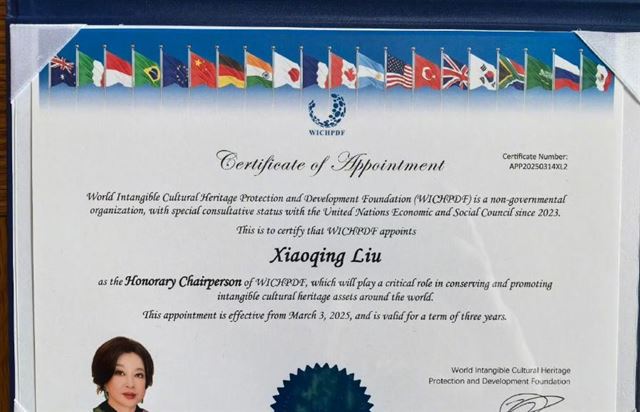 WICHPDF
Certificate of Appointment
Certificate Number:
APP20250314XL2
World Intangible Cultural Heritage Protection and Development Foundation (WICHPDF) is a non-governmental
organization, with special consultative status with the United Nations Economic and Social Council since 2023.
This is to certify that WICHPDF appoints
Xiaoqing Liu
as the Honorary Chairperson of WICHPDF, which will play a critical role in conserving and promoting
intangible cultural heritage assets around the world.
This appointment is effective from March 3, 2025, and is valid for a term of three years.
World Intangible Cultural Heritage
Protection and Development Foundation